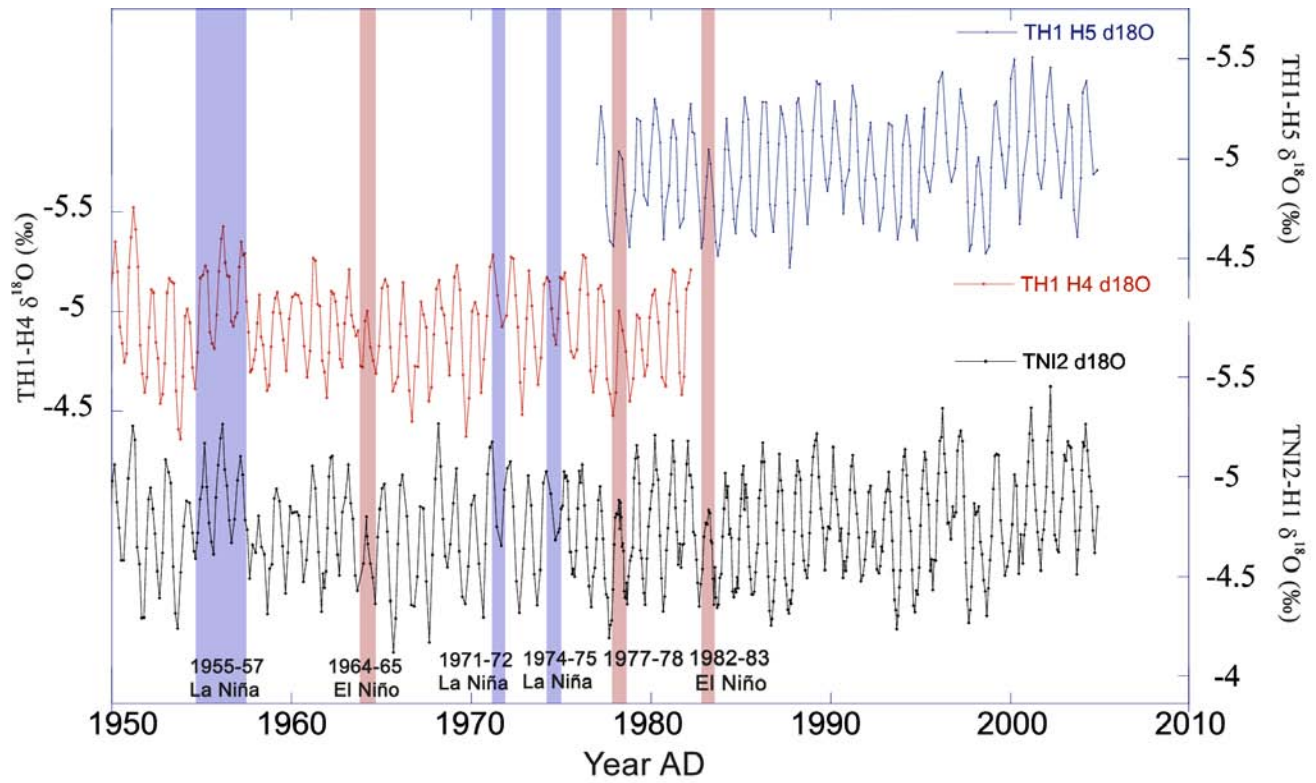 TH1 H5 d18O
-5.5
-5
-4.5
TH1-H5 δ¹⁸O (‰)
-5.5
-5
-4.5
TH1-H4 δ¹⁸O (‰)
TH1 H4 d18O
TNI2 d18O
-5.5
-5
-4.5
-4
TNI2-H1 δ¹⁸O (‰)
1955-57
La Niña
1964-65
El Niño
1971-72
La Niña
1974-75
La Niña
1977-78
1982-83
El Niño
1950 1960 1970 1980 1990 2000 2010
Year AD